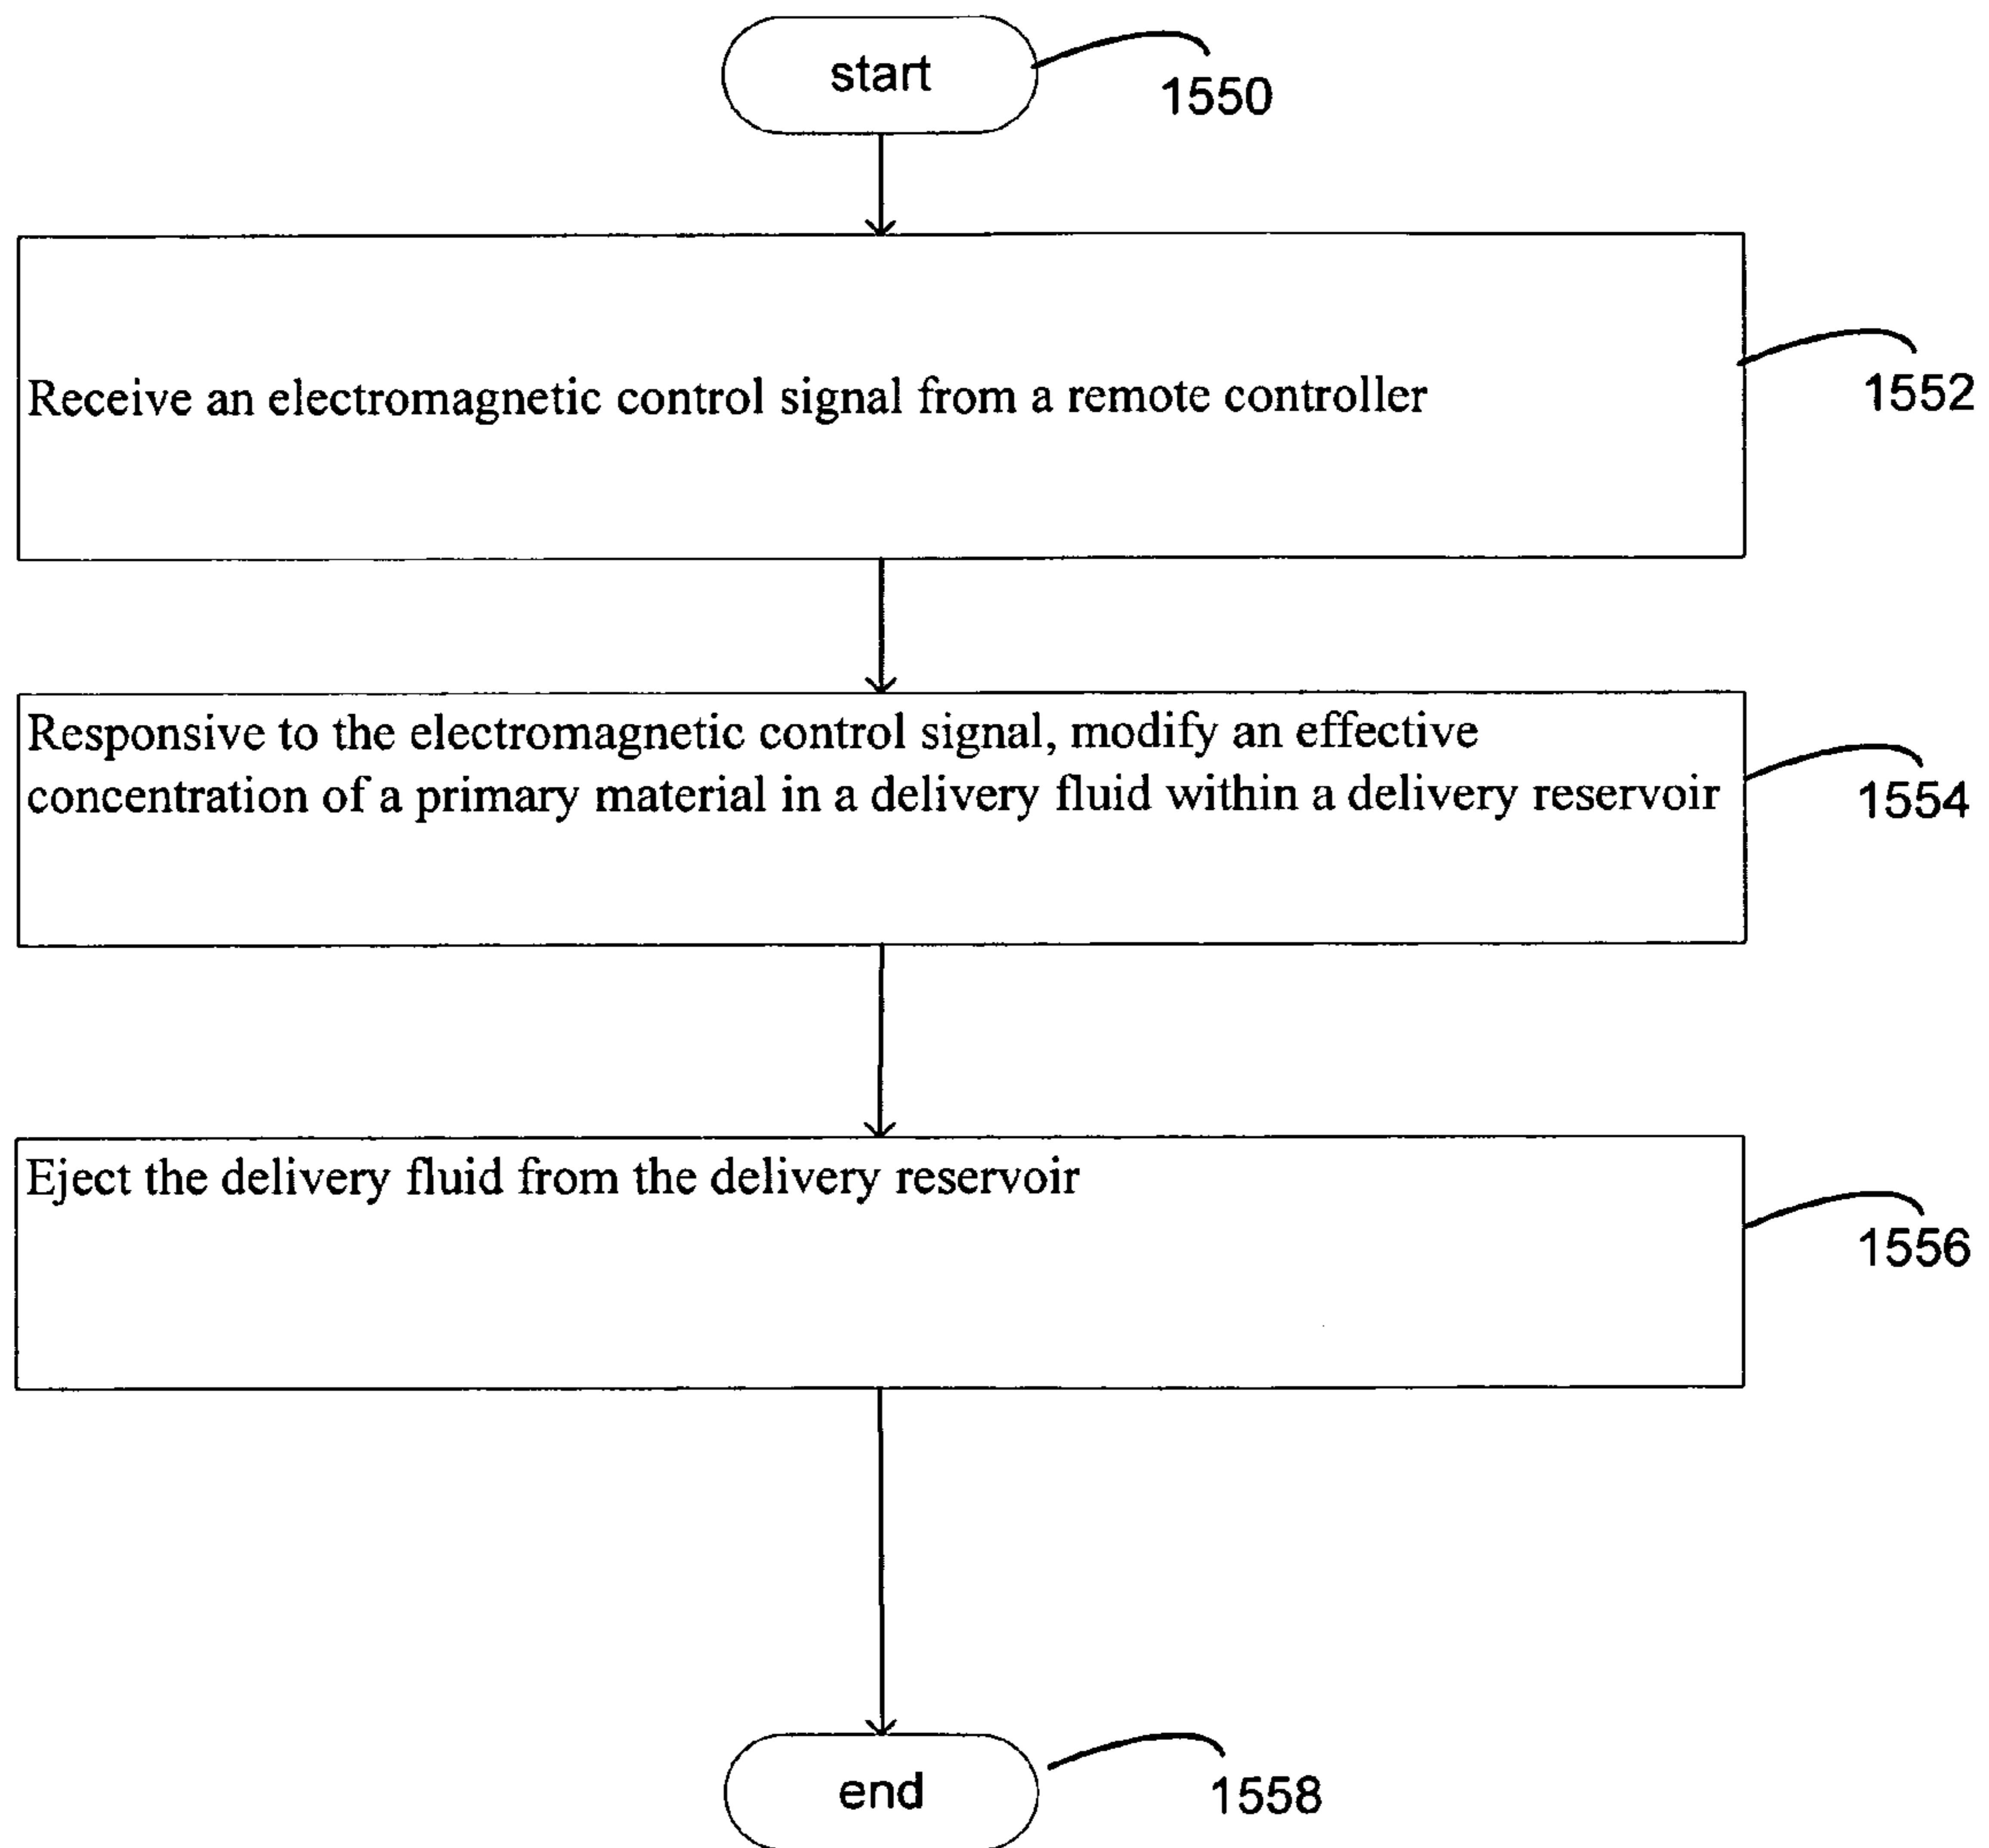 start
1550
Receive an electromagnetic control signal from a remote controller
1552
Responsive to the electromagnetic control signal, modify an effective
concentration of a primary material in a delivery fluid within a delivery reservoir
1554
Eject the delivery fluid from the delivery reservoir
1556
end
1558